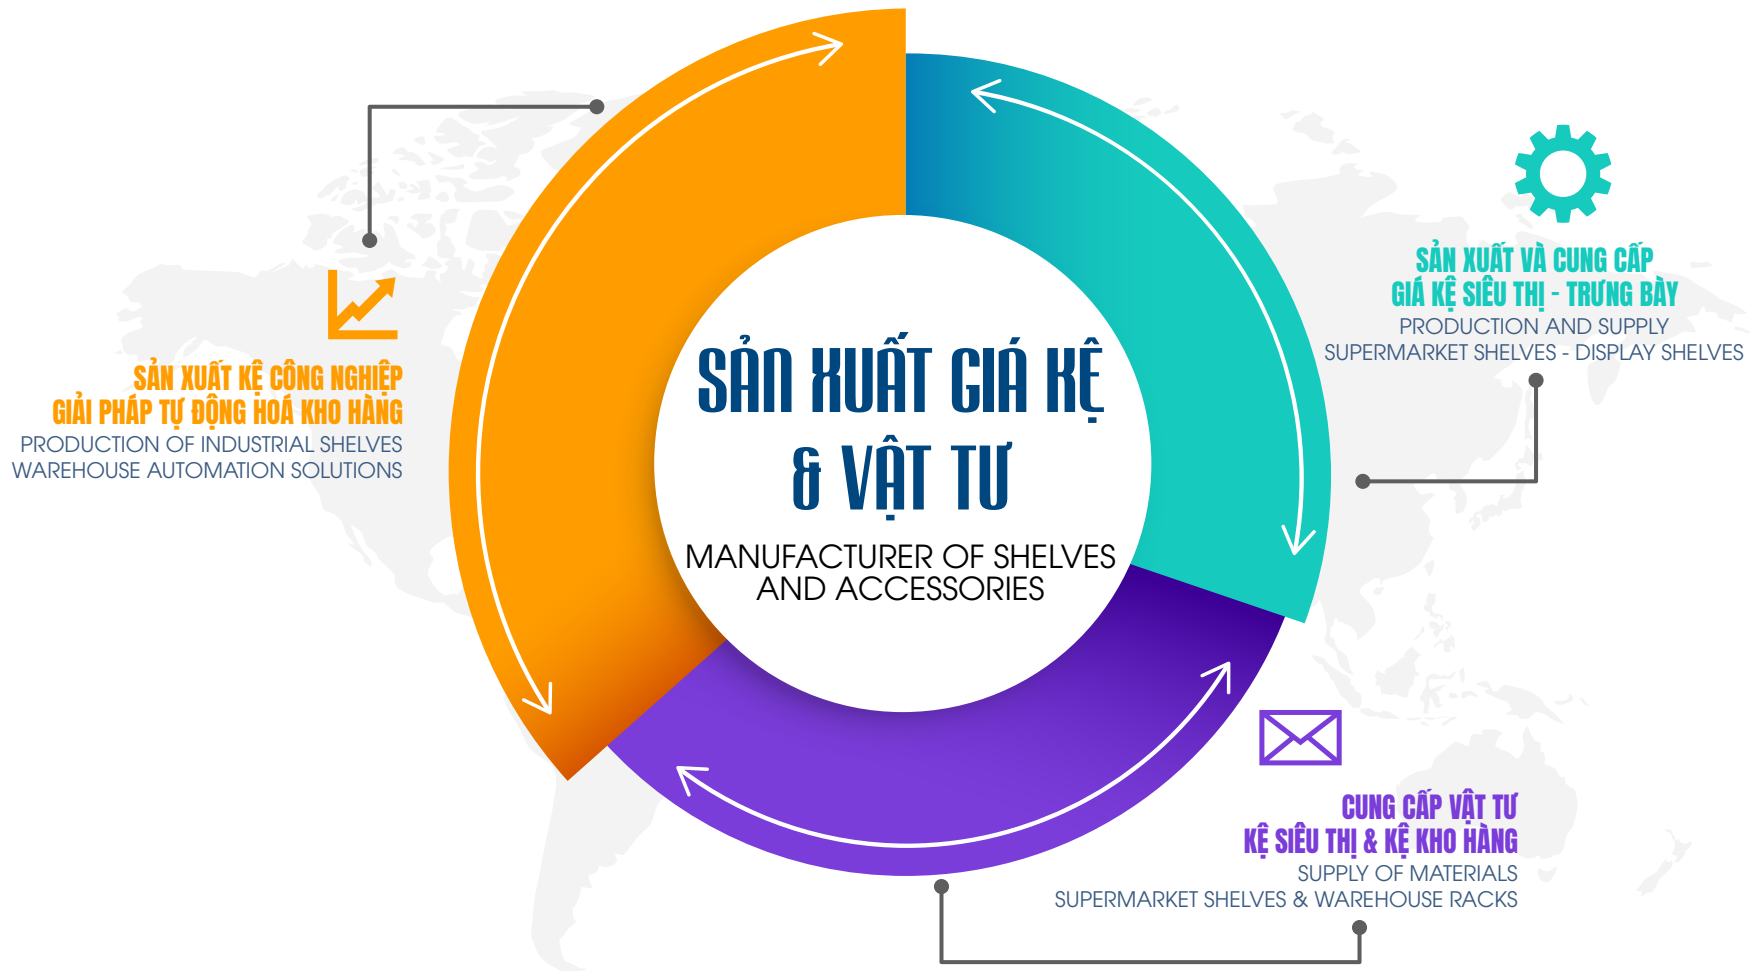 SẢN XUẤT GIÁ KỆ
& VẬT TƯ
MANUFACTURER OF SHELVES
AND ACCESSORIES
SẢN XUẤT KỆ CÔNG NGHIỆP
GIẢI PHÁP TỰ ĐỘNG HOÁ KHO HÀNG
PRODUCTION OF INDUSTRIAL SHELVES
WAREHOUSE AUTOMATION SOLUTIONS
SẢN XUẤT VÀ CUNG CẤP
GIÁ KỆ SIÊU THỊ - TRƯNG BÀY
PRODUCTION AND SUPPLY
SUPERMARKET SHELVES - DISPLAY SHELVES
CUNG CẤP VẬT TƯ
KỆ SIÊU THỊ & KỆ KHO HÀNG
SUPPLY OF MATERIALS
SUPERMARKET SHELVES & WAREHOUSE RACKS